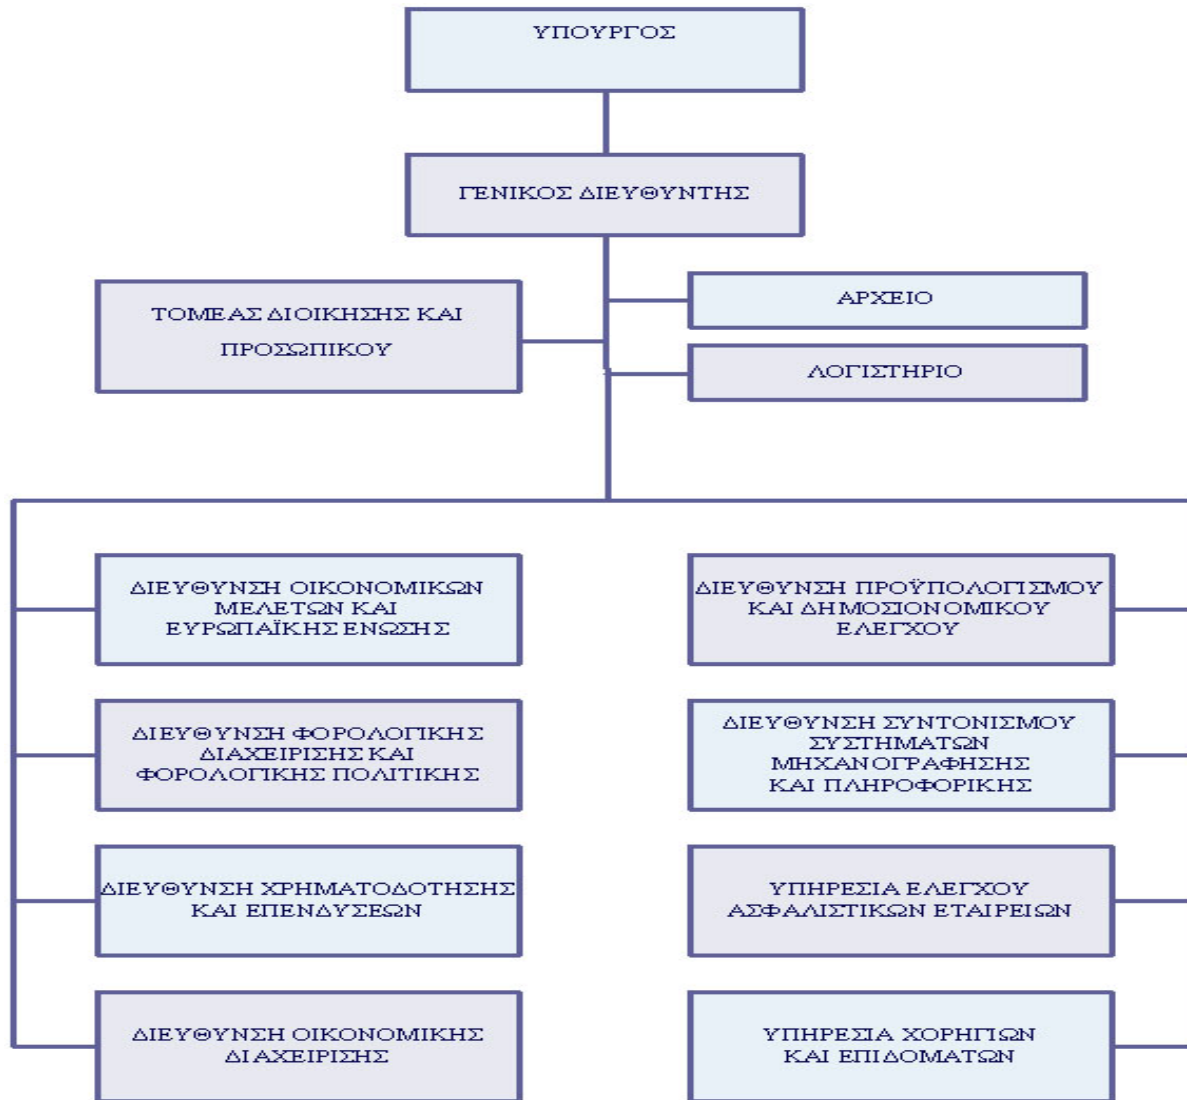 ΥΠΟΥΡΓΟΣ
ΓΕΝΙΚΟΣ ΔΙΕΥΘΥΝΤΗΣ
ΤΟΜΕΑΣ ΔΙΟΙΚΗΣΗΣ ΚΑΙ
ΠΡΟΣΩΠΙΚΟΥ
ΑΡΧΕΙΟ
ΛΟΓΙΣΤΗΡΙΟ
ΔΙΕΥΘΥΝΣΗ ΟΙΚΟΝΟΜΙΚΩΝ
ΜΕΛΕΤΩΝ ΚΑΙ
ΕΥΡΩΠΑΪΚΗΣ ΕΝΩΣΗΣ
ΔΙΕΥΘΥΝΣΗ ΠΡΟΫΠΟΛΟΓΙΣΜΟΥ
ΚΑΙ ΔΗΜΟΣΙΟΝΟΜΙΚΟΥ
ΕΛΕΓΧΟΥ
ΔΙΕΥΘΥΝΣΗ ΦΟΡΟΛΟΓΙΚΗΣ
ΔΙΑΧΕΙΡΙΣΗΣ ΚΑΙ
ΦΟΡΟΛΟΓΙΚΗΣ ΠΟΛΙΤΙΚΗΣ
ΔΙΕΥΘΥΝΣΗ ΣΥΝΤΟΝΙΣΜΟΥ
ΣΥΣΤΗΜΑΤΩΝ
ΜΗΧΑΝΟΓΡΑΦΗΣΗΣ
ΚΑΙ ΠΛΗΡΟΦΟΡΙΚΗΣ
ΔΙΕΥΘΥΝΣΗ ΧΡΗΜΑΤΟΔΟΤΗΣΗΣ
ΚΑΙ ΕΠΕΝΔΥΣΕΩΝ
ΥΠΗΡΕΣΙΑ ΕΛΕΓΧΟΥ
ΑΣΦΑΛΙΣΤΙΚΩΝ ΕΤΑΙΡΕΙΩΝ
ΔΙΕΥΘΥΝΣΗ ΟΙΚΟΝΟΜΙΚΗΣ
ΔΙΑΧΕΙΡΙΣΗΣ
ΥΠΗΡΕΣΙΑ ΧΟΡΗΓΙΩΝ
ΚΑΙ ΕΠΙΔΟΜΑΤΩΝ